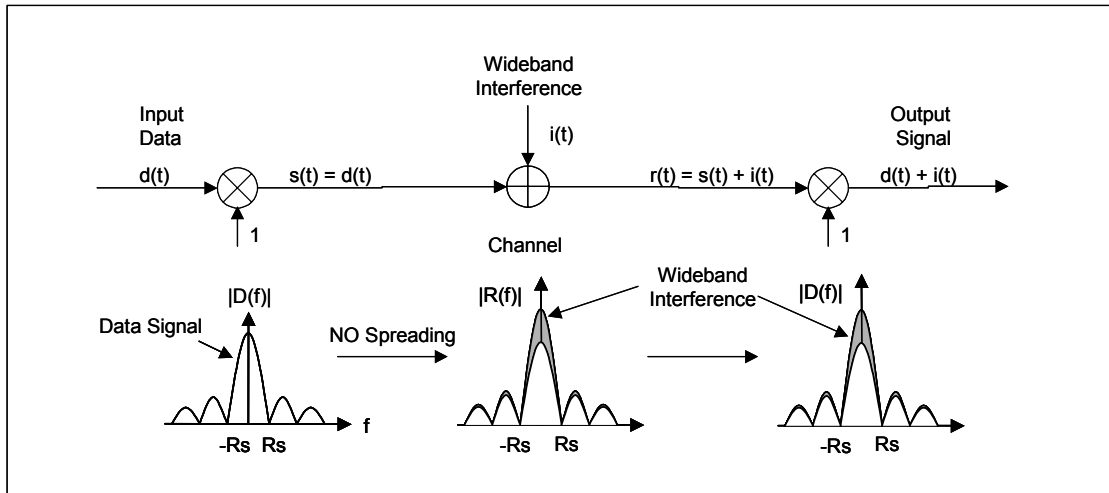 Wideband
Interference
Input
Data
i(t)
Output
Signal
d(t)
s(t) = d(t)
r(t) = s(t) + i(t)
d(t) + i(t)
1
Channel
1
|D(f)|
Data Signal
NO Spreading
|R(f)|
Wideband
Interference
|D(f)|
f
-Rs
Rs
-Rs
Rs
-Rs
Rs